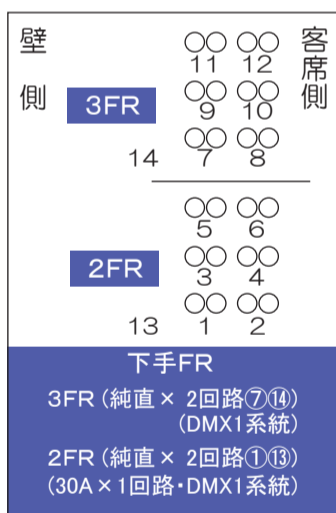 壁側
客席側
○○ ○○
11 12
3FR
○○ ○○
9 10
○○ ○○
14 7 8
○○ ○○
5 6
2FR
○○ ○○
3 4
○○ ○○
13 1 2
下手FR
3FR(純直× 2回路⑦⑭)
(DMX1系統)
2FR(純直× 2回路①⑬)
(30A×1回路・DMX1系統)